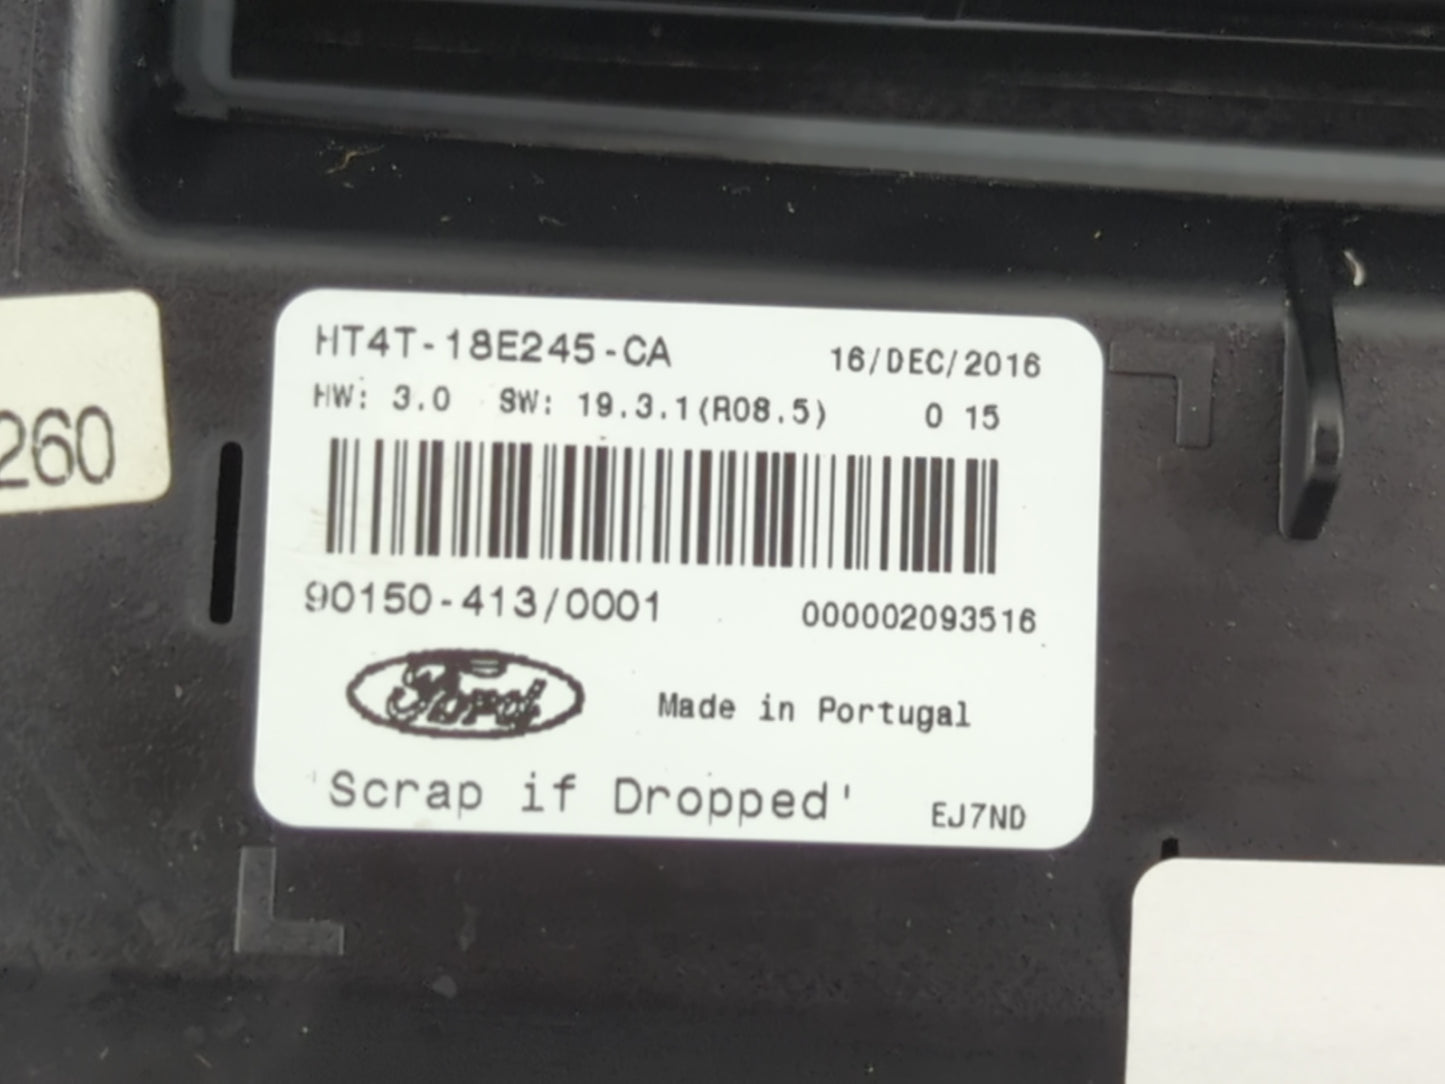 HT4T-18E245-CA 16/DEC/2016
HW: 3.0 SW: 19.3.1(R08.5) 0 15
260
90150-413/0001 000002093516
Ford Made in Portugal
'Scrap if Dropped' EJ7ND